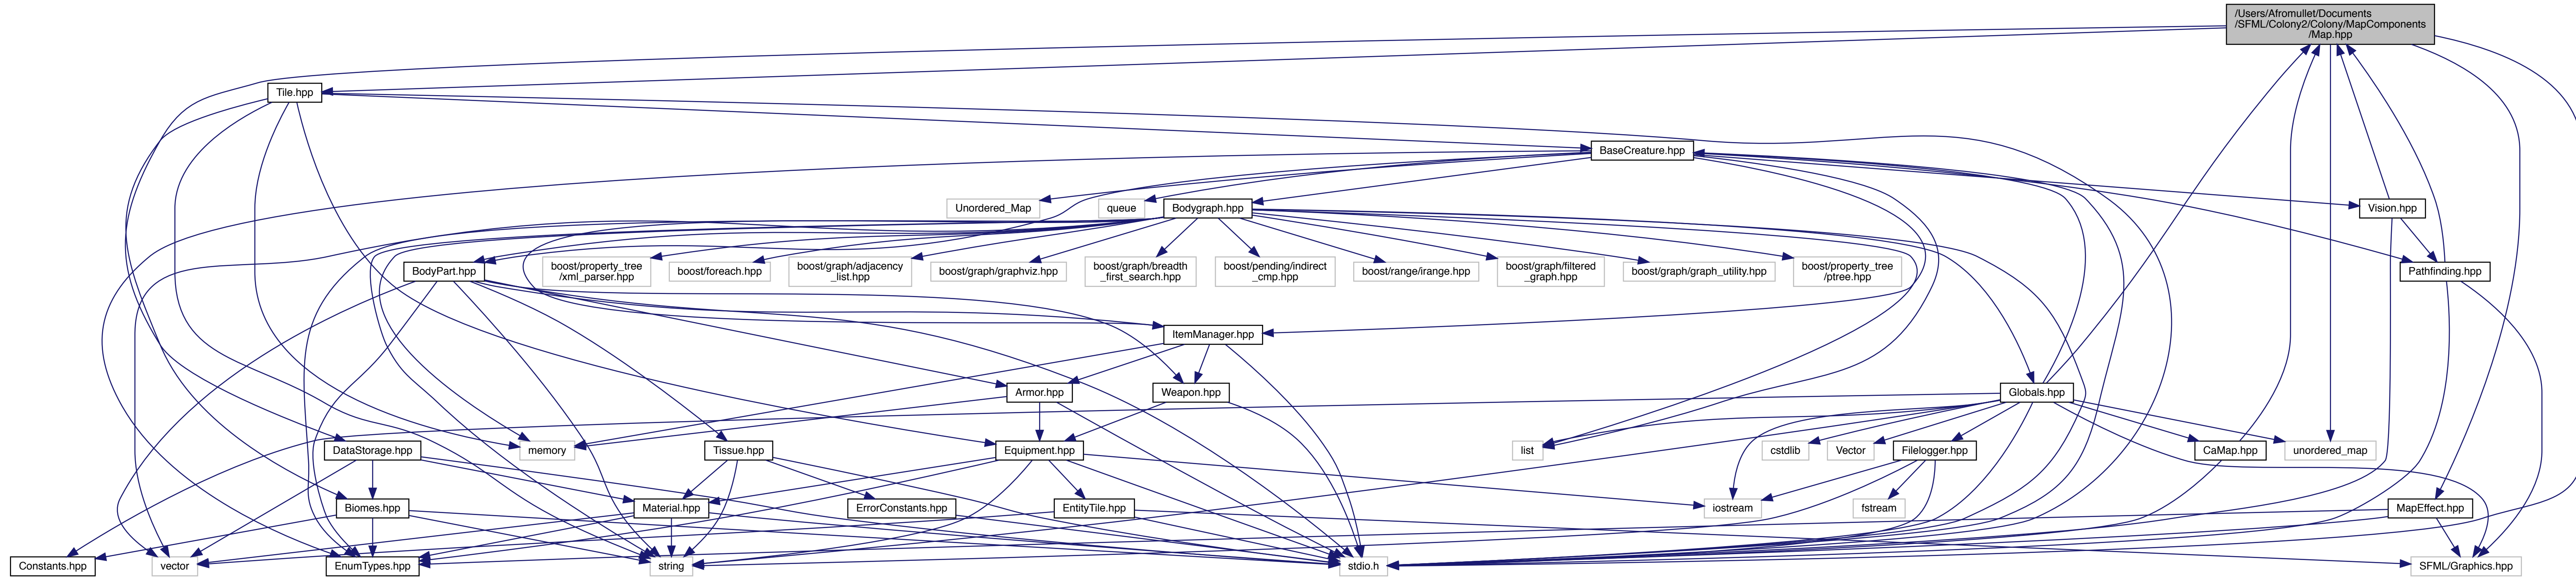 /Users/Afromullet/Documents
/SFML/Colony2/Colony/MapComponents
/Map.hpp
Tile.hpp
BaseCreature.hpp
Unordered_Map
queue
Bodygraph.hpp
Vision.hpp
BodyPart.hpp
boost/property_tree
/xml_parser.hpp
boost/foreach.hpp
boost/graph/adjacency
_list.hpp
boost/graph/graphviz.hpp
boost/graph/breadth
_first_search.hpp
boost/pending/indirect
_cmp.hpp
boost/range/irange.hpp
boost/graph/filtered
_graph.hpp
boost/graph/graph_utility.hpp
boost/property_tree
/ptree.hpp
Pathfinding.hpp
ItemManager.hpp
Armor.hpp
Weapon.hpp
Globals.hpp
DataStorage.hpp
memory
Tissue.hpp
Equipment.hpp
list
cstdlib
Vector
Filelogger.hpp
CaMap.hpp
unordered_map
Biomes.hpp
Material.hpp
ErrorConstants.hpp
EntityTile.hpp
iostream
fstream
MapEffect.hpp
Constants.hpp
vector
EnumTypes.hpp
string
stdio.h
SFML/Graphics.hpp